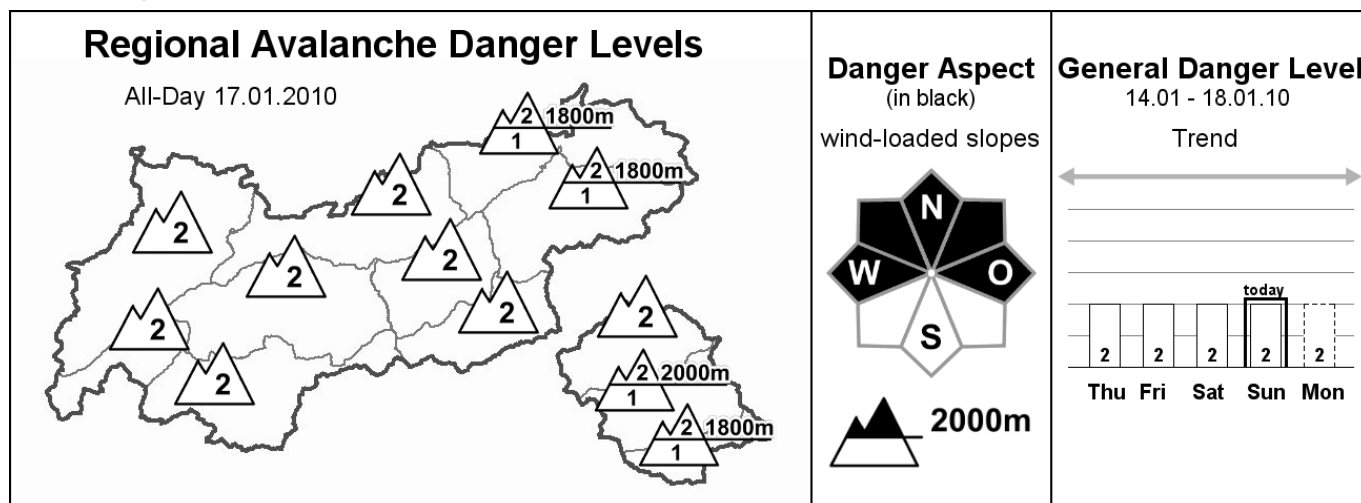 Regional Avalanche Danger Levels
All-Day 17.01.2010
2 1800m
1
2 1800m
1
2
2
2
2
2
2
2
2
2 2000m
1
2 1800m
1
Danger Aspect
(in black)
wind-loaded slopes
N
W O
S
2000m
General Danger Level
14.01 - 18.01.10
Trend
today
2 2 2 2 2
Thu Fri Sat Sun Mon